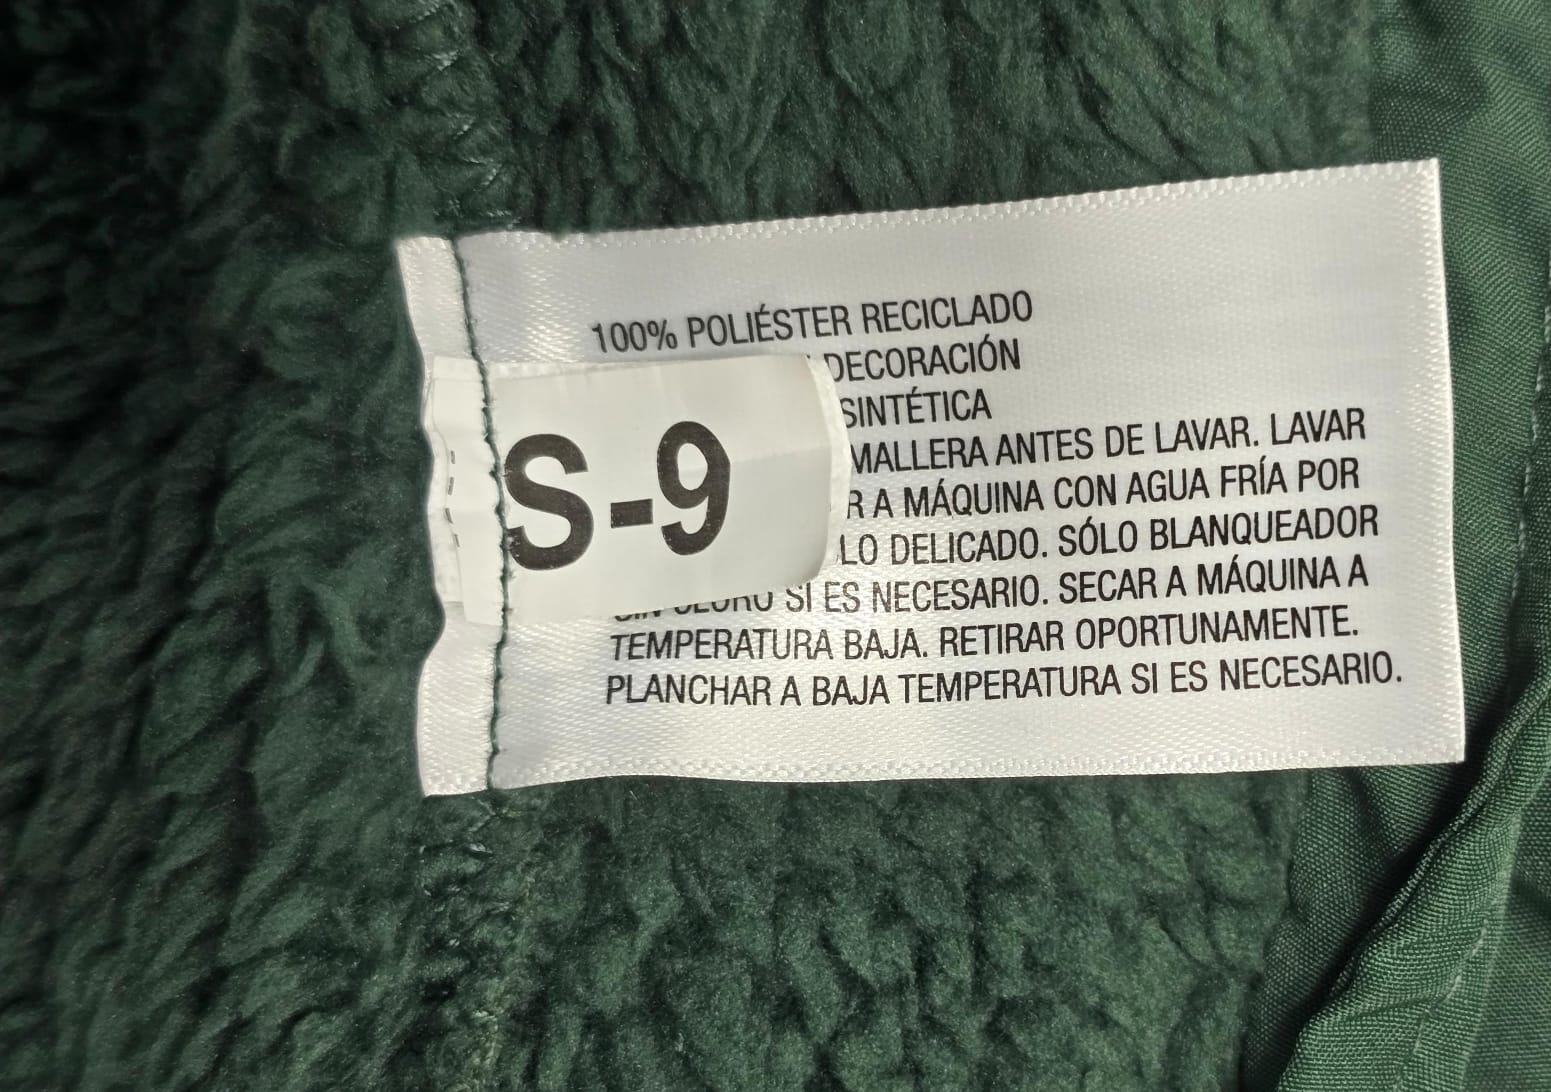 100% POLIÉSTER RECICLADO
DECORACIÓN
SINTÉTICA
S-9
MALLERA ANTES DE LAVAR. LAVAR
R A MÁQUINA CON AGUA FRÍA POR
LO DELICADO. SÓLO BLANQUEADOR
SI ES NECESARIO. SECAR A MÁQUINA A
TEMPERATURA BAJA. RETIRAR OPORTUNAMENTE.
PLANCHAR A BAJA TEMPERATURA SI ES NECESARIO.